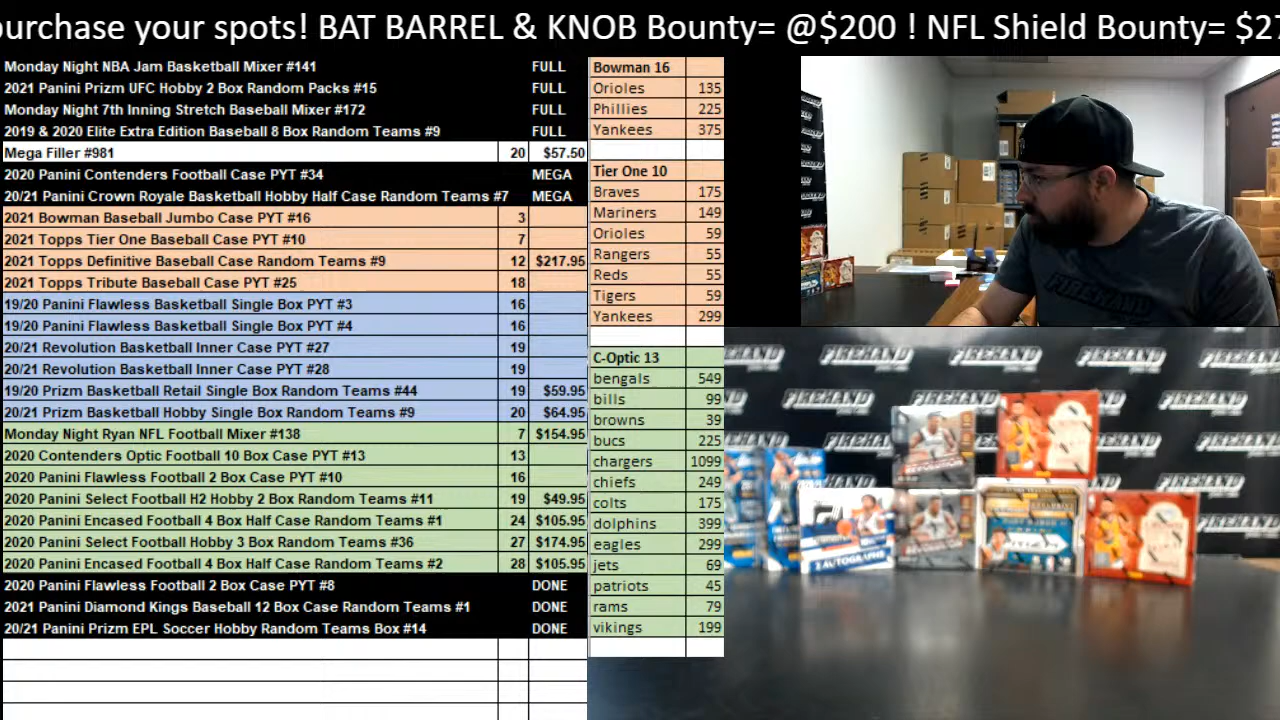 purchase your spots! BAT BARREL & KNOB Bounty= @$200 ! NFL Shield Bounty= $27
Monday Night NBA Jam Basketball Mixer #141 FULL
2021 Panini Prizm UFC Hobby 2 Box Random Packs #15 FULL
Monday Night 7th Inning Stretch Baseball Mixer #172 FULL
2019 & 2020 Elite Extra Edition Baseball 8 Box Random Teams #9 FULL
Mega Filler #981 20 $57.50
2020 Panini Contenders Football Case PYT #34 MEGA
20/21 Panini Crown Royale Basketball Hobby Half Case Random Teams #7 MEGA
2021 Bowman Baseball Jumbo Case PYT #16 3
2021 Topps Tier One Baseball Case PYT #10 7
2021 Topps Definitive Baseball Case Random Teams #9 12 $217.95
2021 Topps Tribute Baseball Case PYT #25 18
19/20 Panini Flawless Basketball Single Box PYT #3 16
19/20 Panini Flawless Basketball Single Box PYT #4 16
20/21 Revolution Basketball Inner Case PYT #27 19
20/21 Revolution Basketball Inner Case PYT #28 19
19/20 Prizm Basketball Retail Single Box Random Teams #44 19 $59.95
20/21 Prizm Basketball Hobby Single Box Random Teams #9 20 $64.95
Monday Night Ryan NFL Football Mixer #138 7 $154.95
2020 Contenders Optic Football 10 Box Case PYT #13 13
2020 Panini Flawless Football 2 Box Case PYT #10 16
2020 Panini Select Football H2 Hobby 2 Box Random Teams #11 19 $49.95
2020 Panini Encased Football 4 Box Half Case Random Teams #1 24 $105.95
2020 Panini Select Football Hobby 3 Box Random Teams #36 27 $174.95
2020 Panini Encased Football 4 Box Half Case Random Teams #2 28 $105.95
2020 Panini Flawless Football 2 Box Case PYT #8 DONE
2021 Panini Diamond Kings Baseball 12 Box Case Random Teams #1 DONE
20/21 Panini Prizm EPL Soccer Hobby Random Teams Box #14 DONE
Bowman 16
Orioles 135
Phillies 225
Yankees 375
Tier One 10
Braves 175
Mariners 149
Orioles 59
Rangers 55
Reds 55
Tigers 59
Yankees 299
C-Optic 13
bengals 549
bills 99
browns 39
bucs 225
chargers 1099
chiefs 249
colts 175
dolphins 399
eagles 299
jets 69
patriots 45
rams 79
vikings 199
FIREHAND
FIREHAND
FIREHAND
FIREHAND
FIREHAND
2 AUTOGRAPHS
PRIZM